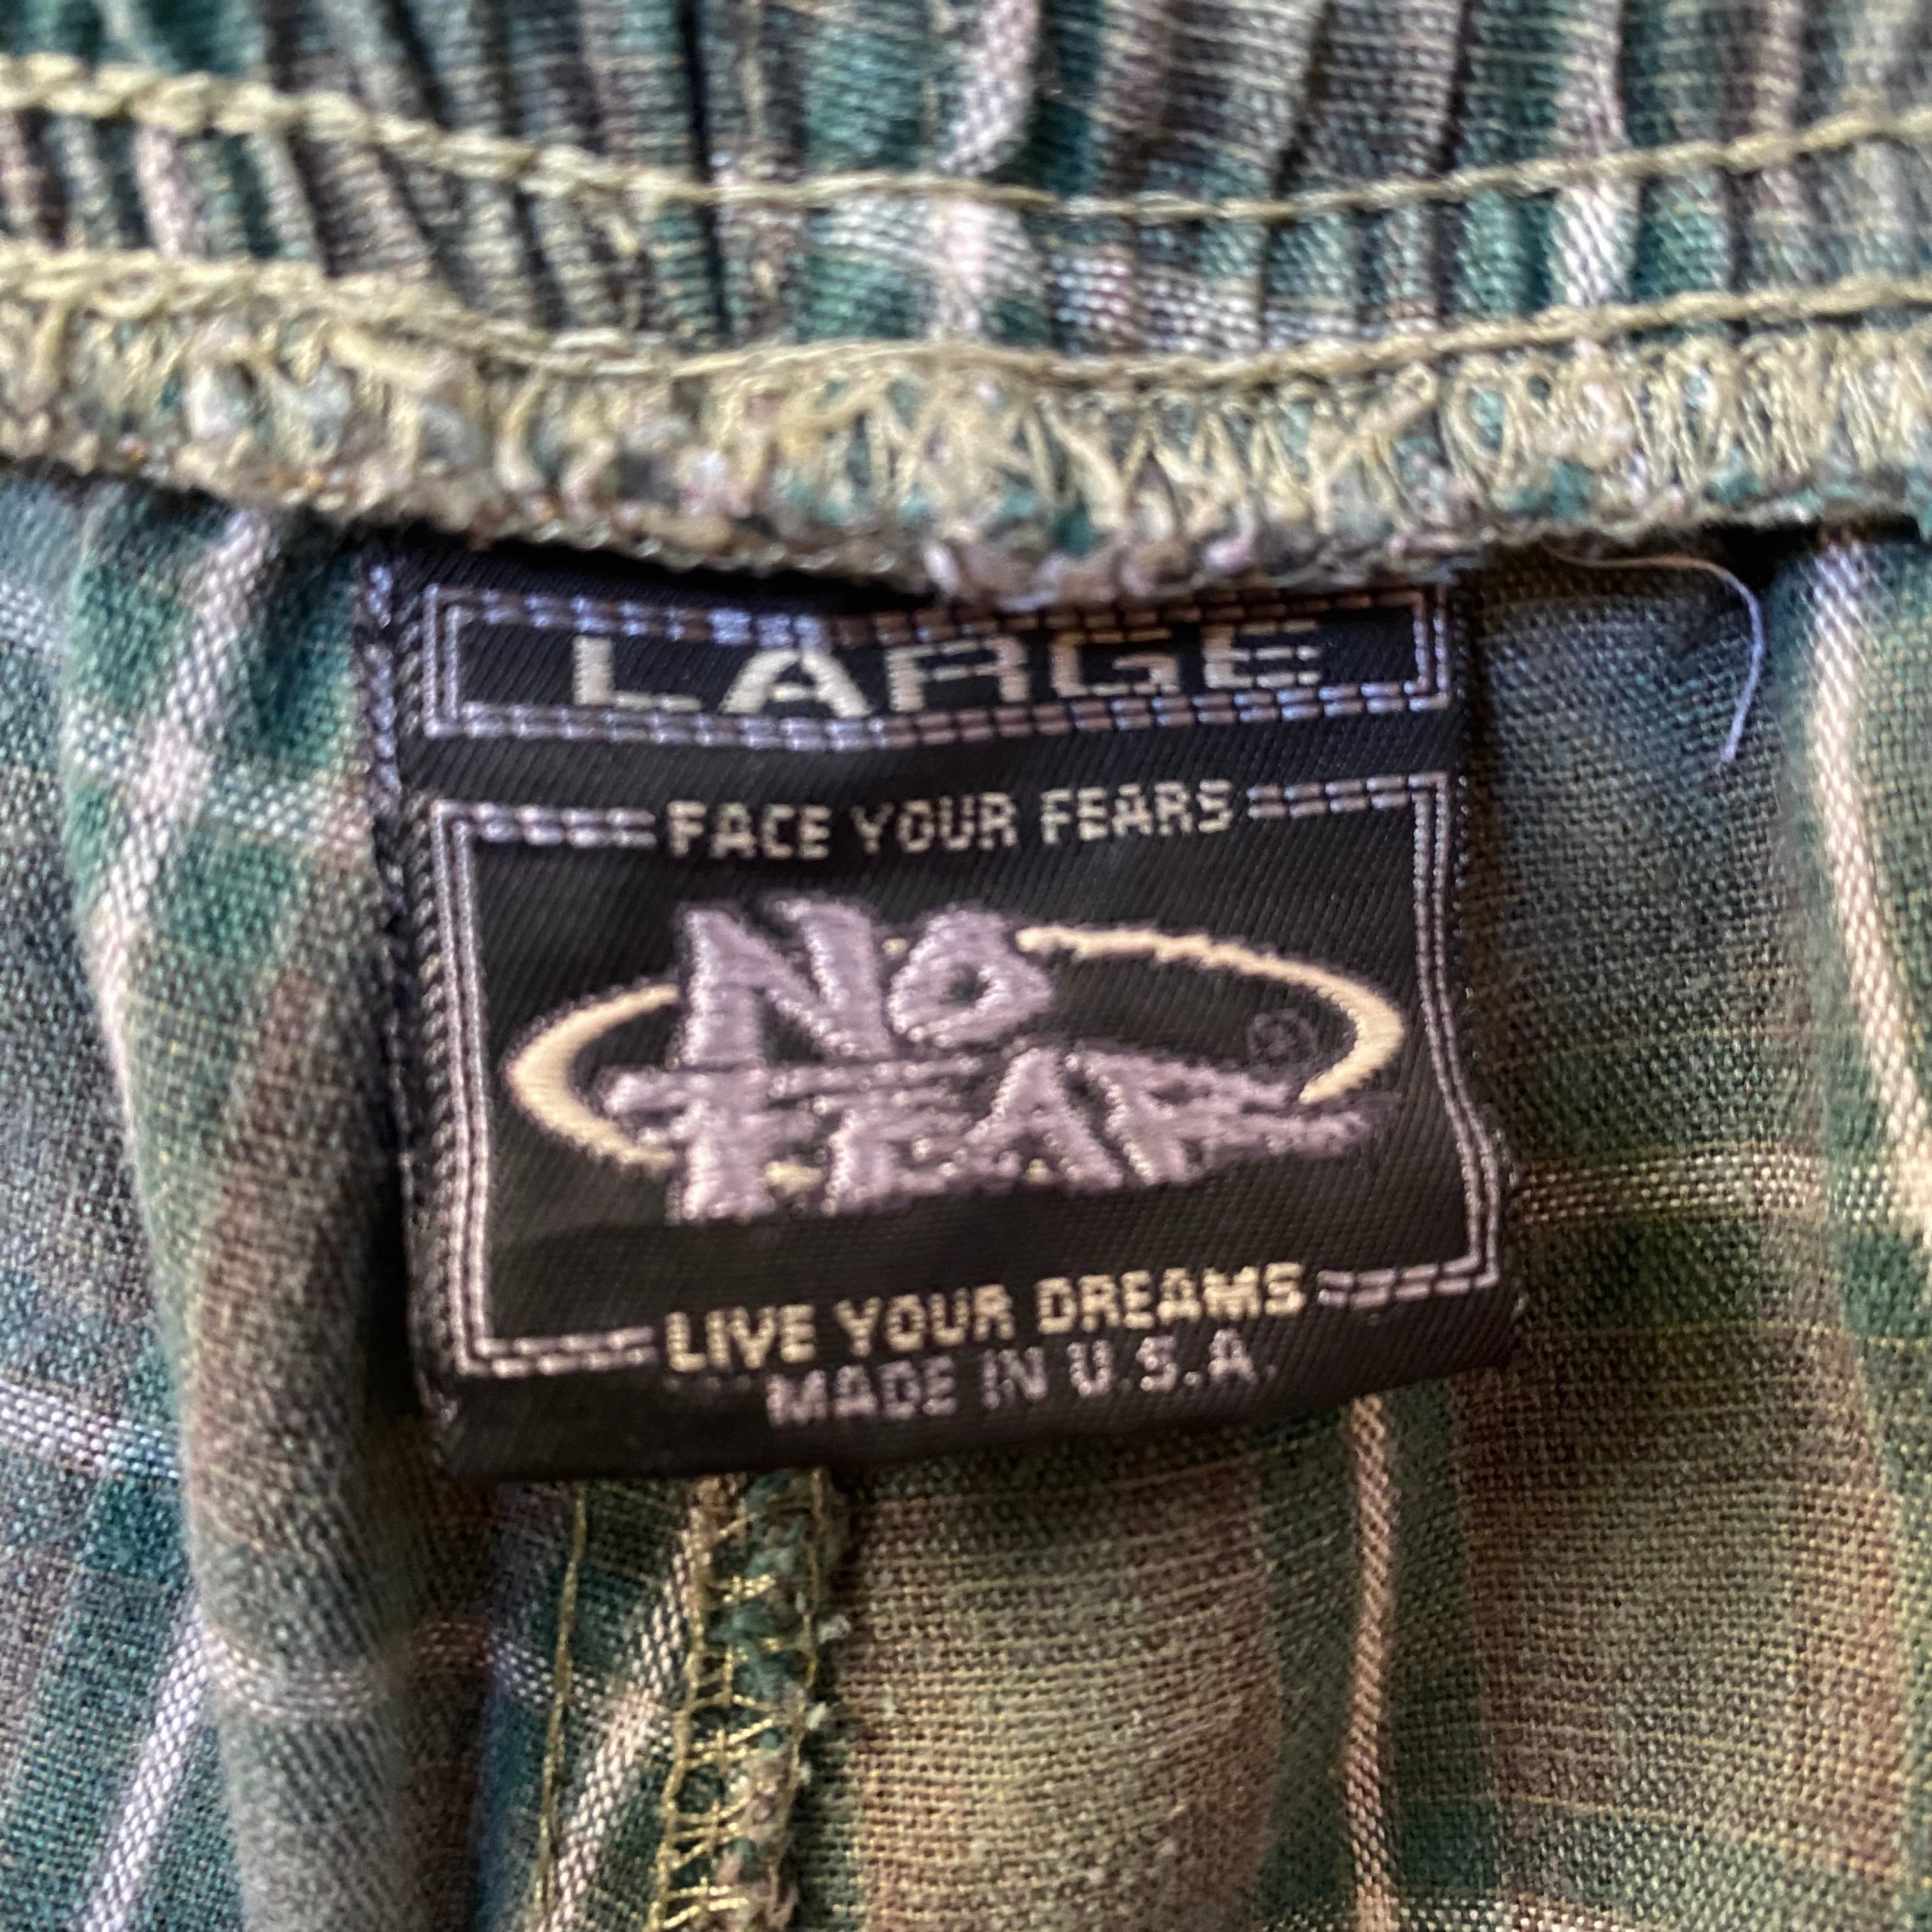 LARGE
FACE YOUR FEARS
NO
FEAR ®
LIVE YOUR DREAMS
MADE IN U.S.A.